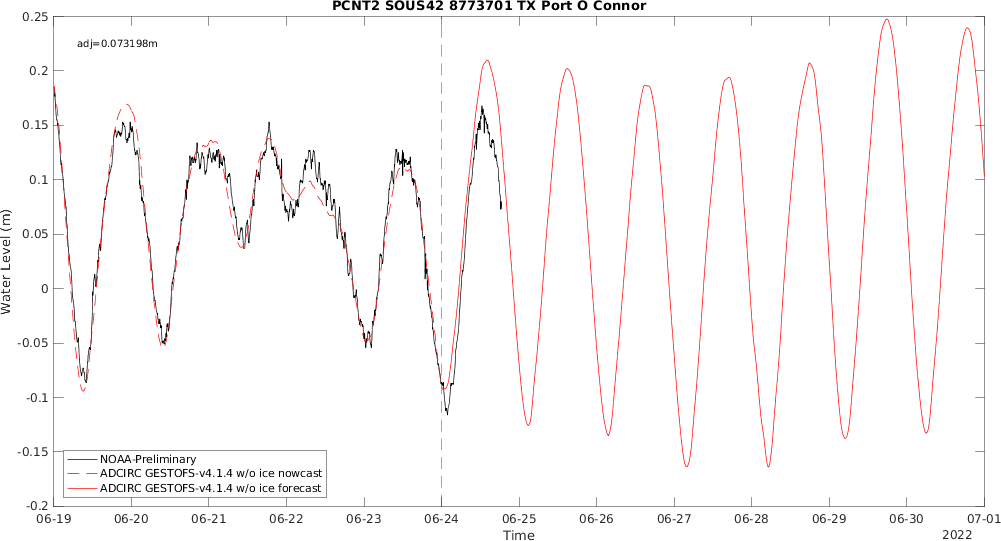 PCNT2 SOUS42 8773701 TX Port O Connor
adj=0.073198m
0.25
0.2
0.15
0.1
0.05
0
-0.05
-0.1
-0.15
-0.2
Water Level (m)
NOAA-Preliminary
ADCIRC GESTOFS-v4.1.4 w/o ice nowcast
ADCIRC GESTOFS-v4.1.4 w/o ice forecast
06-19 06-20 06-21 06-22 06-23 06-24 06-25 06-26 06-27 06-28 06-29 06-30 07-01
Time
2022